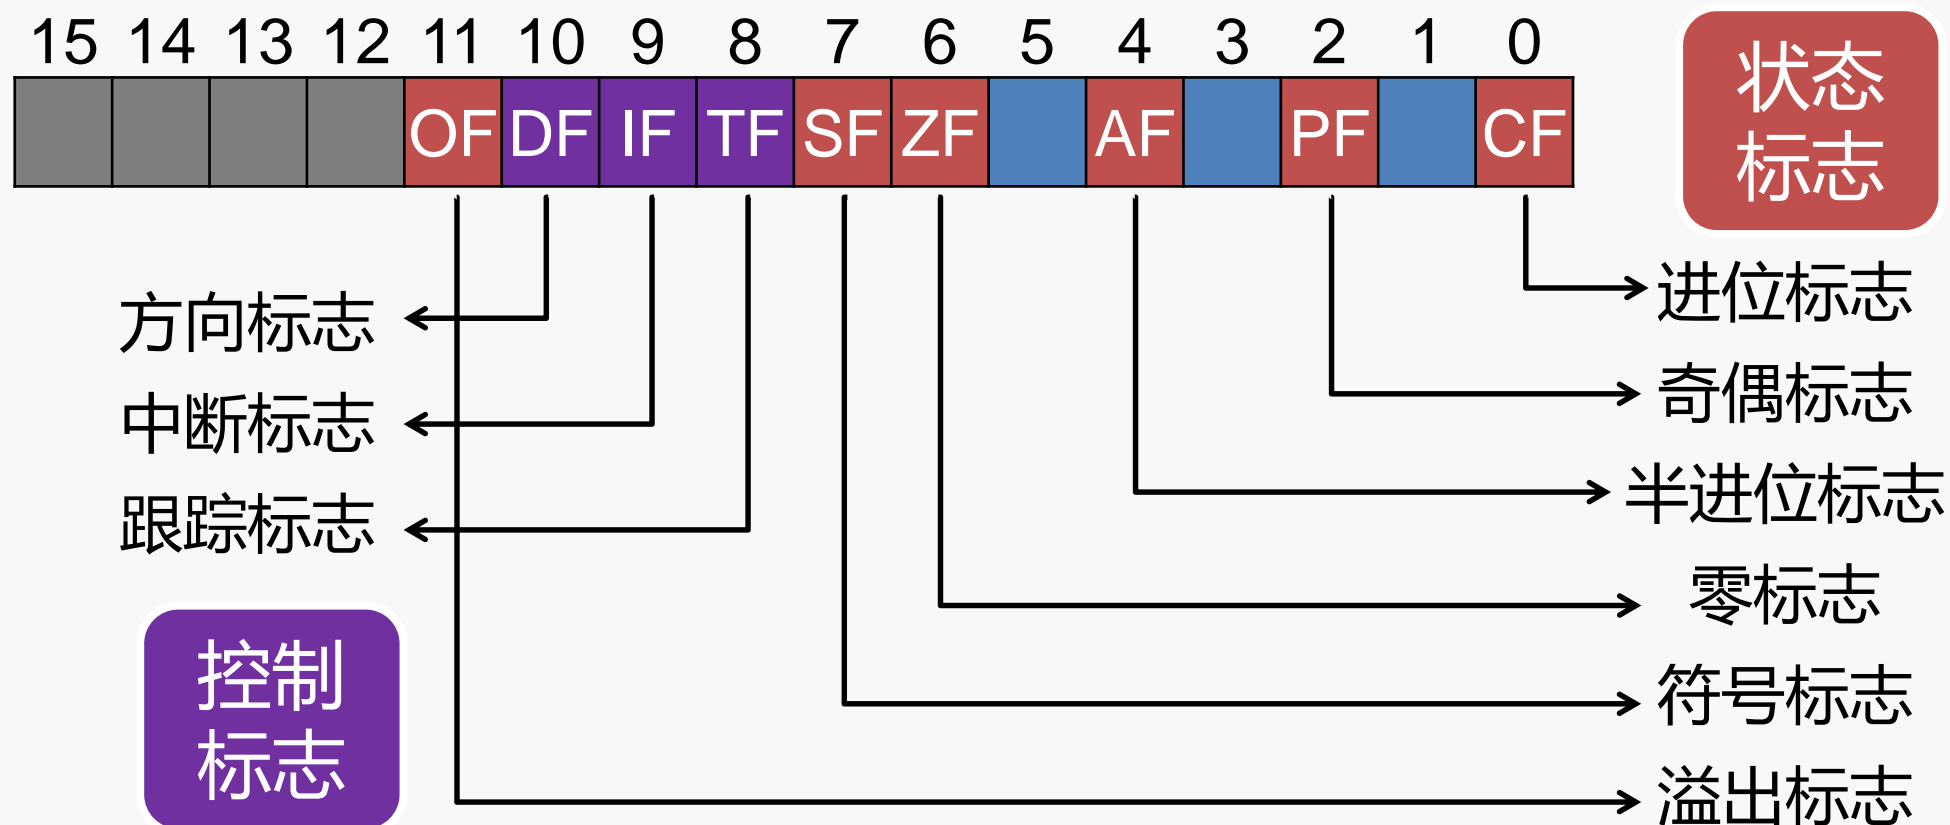 15 14 13 12 11 10 9 8 7 6 5 4 3 2 1 0
OF DF IF TF SF ZF AF PF CF
状态
标志
进位标志
方向标志
奇偶标志
中断标志
半进位标志
跟踪标志
零标志
控制
标志
符号标志
溢出标志